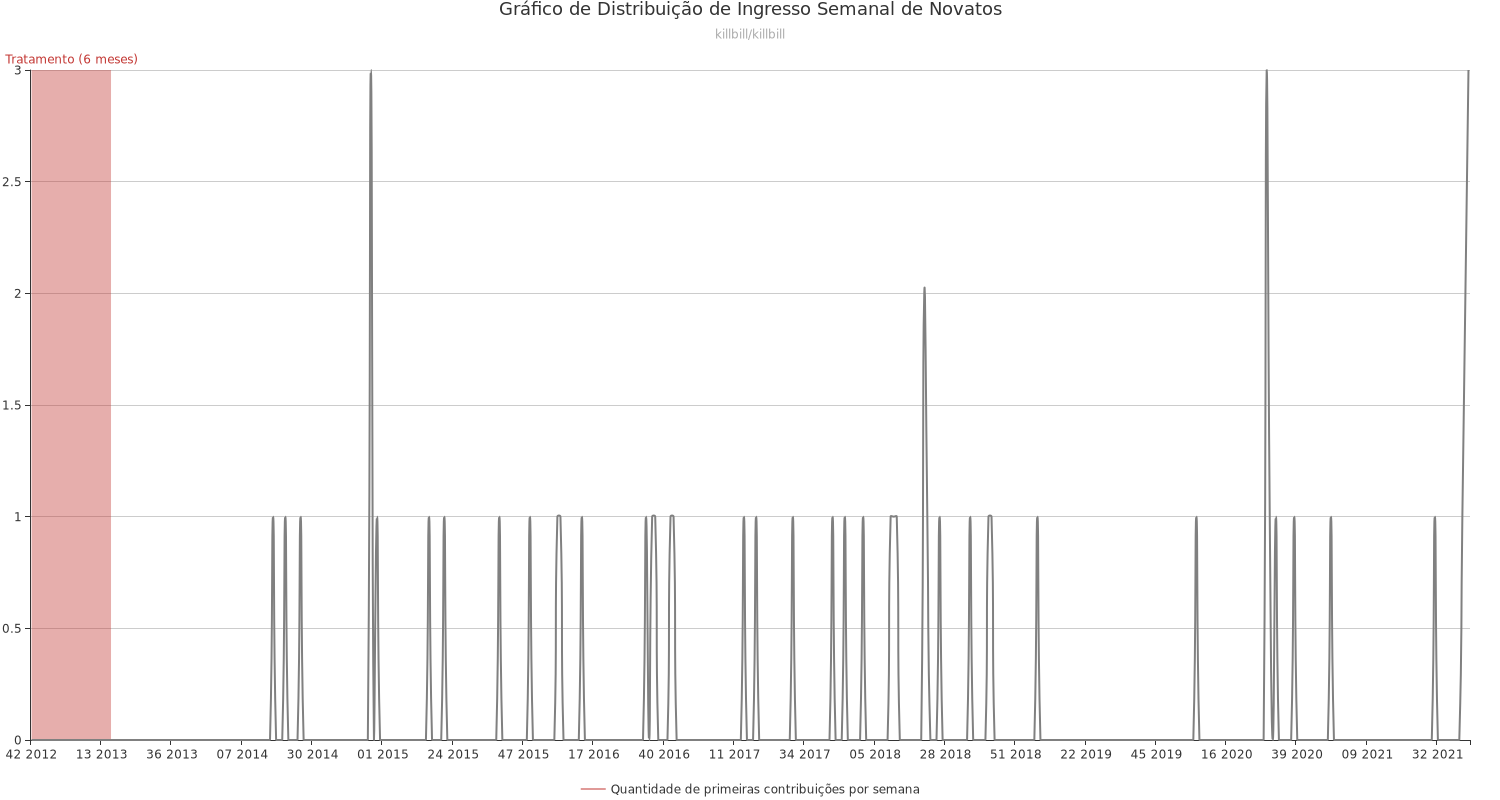 Gráfico de Distribuição de Ingresso Semanal de Novatos
killbill/killbill
Tratamento (6 meses)
3
2.5
2
1.5
1
0.5
0
42 2012 13 2013 36 2013 07 2014 30 2014 01 2015 24 2015 47 2015 17 2016 40 2016 11 2017 34 2017 05 2018 28 2018 51 2018 22 2019 45 2019 16 2020 39 2020 09 2021 32 2021
Quantidade de primeiras contribuições por semana